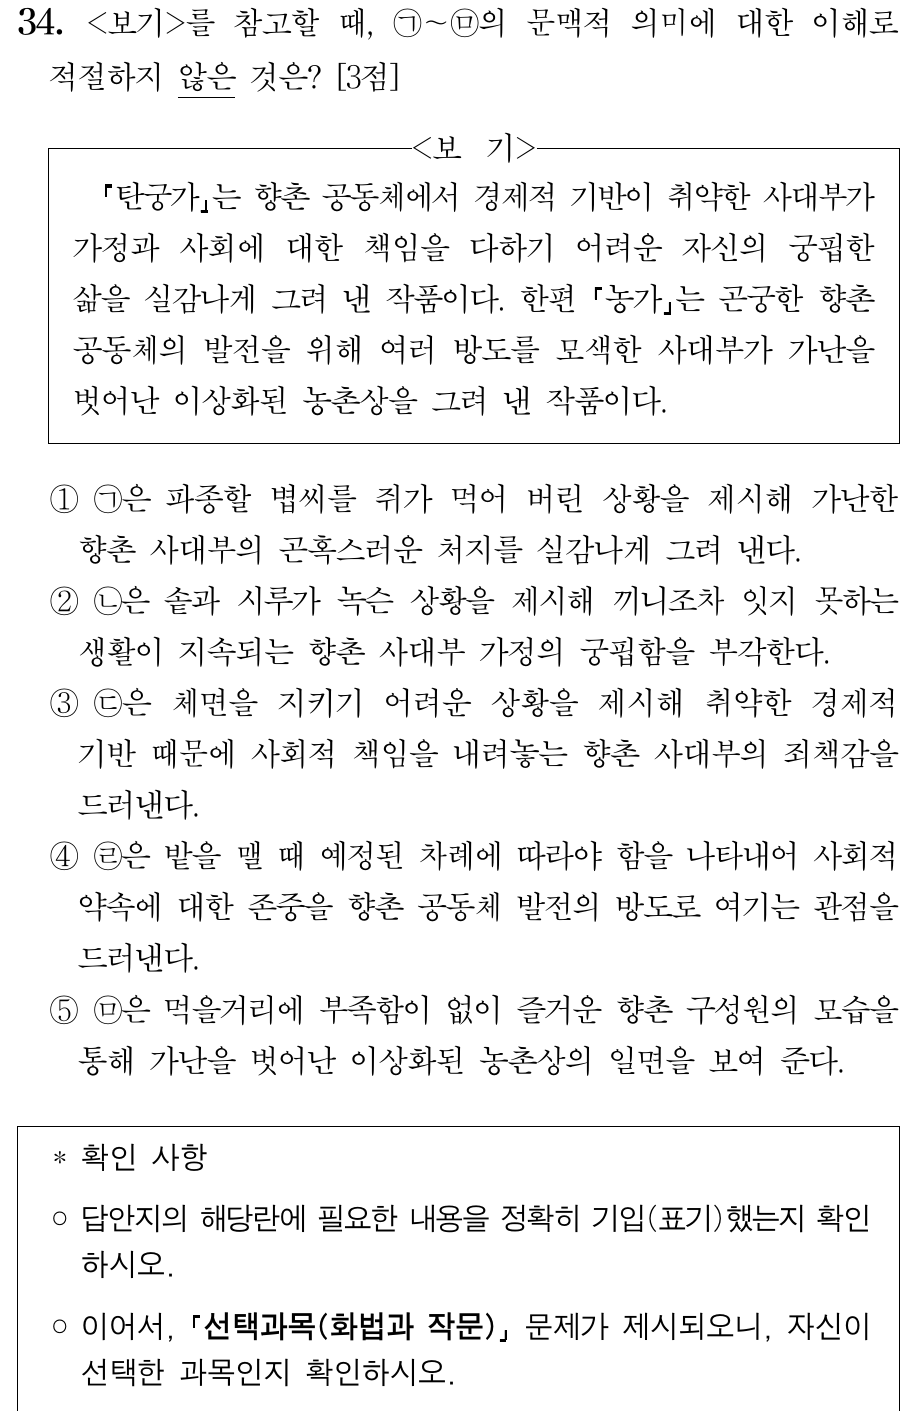 34. <보기>를 참고할 때, ㉠~㉤의 문맥적 의미에 대한 이해로
적절하지 않은 것은? [3점]
<보 기>
『탄궁가』는 향촌 공동체에서 경제적 기반이 취약한 사대부가
가정과 사회에 대한 책임을 다하기 어려운 자신의 궁핍한
삶을 실감나게 그려 낸 작품이다. 한편 『농가』는 곤궁한 향촌
공동체의 발전을 위해 여러 방도를 모색한 사대부가 가난을
벗어난 이상화된 농촌상을 그려 낸 작품이다.
① ㉠은 파종할 볍씨를 쥐가 먹어 버린 상황을 제시해 가난한
향촌 사대부의 곤혹스러운 처지를 실감나게 그려 낸다.
② ㉡은 솥과 시루가 녹슨 상황을 제시해 끼니조차 잇지 못하는
생활이 지속되는 향촌 사대부 가정의 궁핍함을 부각한다.
③ ㉢은 체면을 지키기 어려운 상황을 제시해 취약한 경제적
기반 때문에 사회적 책임을 내려놓는 향촌 사대부의 죄책감을
드러낸다.
④ ㉣은 밭을 맬 때 예정된 차례에 따라야 함을 나타내어 사회적
약속에 대한 존중을 향촌 공동체 발전의 방도로 여기는 관점을
드러낸다.
⑤ ㉤은 먹을거리에 부족함이 없이 즐거운 향촌 구성원의 모습을
통해 가난을 벗어난 이상화된 농촌상의 일면을 보여 준다.
* 확인 사항
○ 답안지의 해당란에 필요한 내용을 정확히 기입(표기)했는지 확인
하시오.
○ 이어서, 「선택과목(화법과 작문)」 문제가 제시되오니, 자신이
선택한 과목인지 확인하시오.